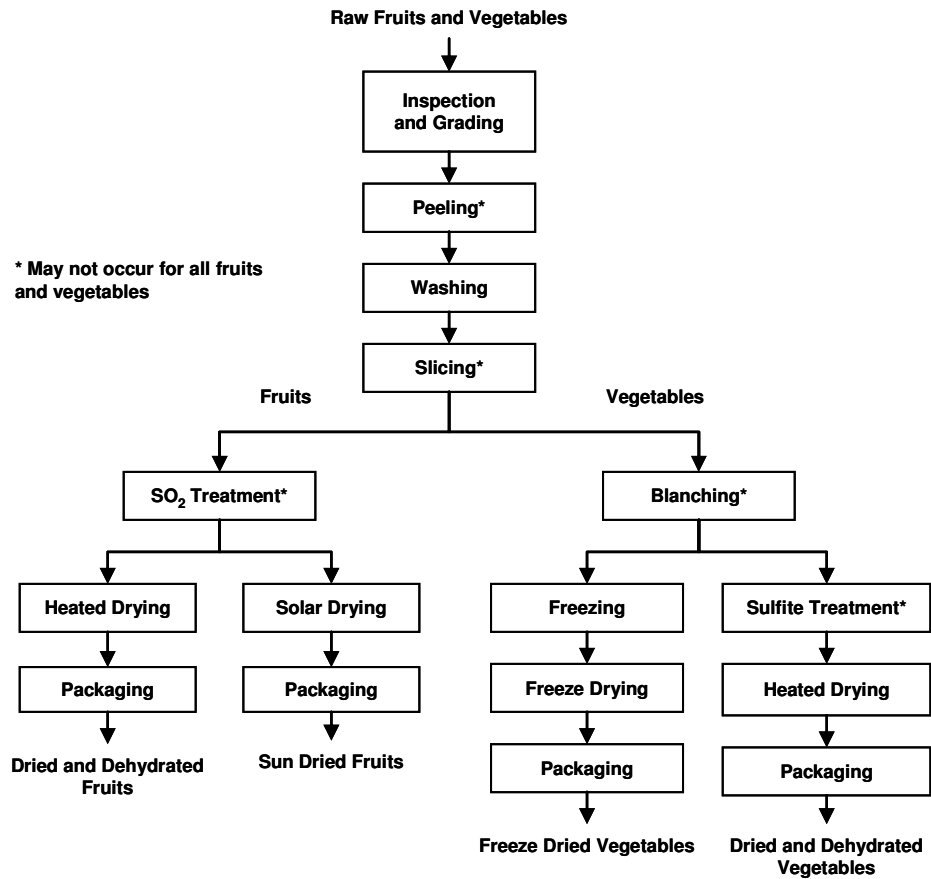 Raw Fruits and Vegetables
Inspection
and Grading
Peeling*
* May not occur for all fruits
and vegetables
Washing
Slicing*
Fruits
Vegetables
SO2 Treatment*
Blanching*
Heated Drying
Solar Drying
Freezing
Sulfite Treatment*
Packaging
Packaging
Freeze Drying
Heated Drying
Dried and Dehydrated
Fruits
Sun Dried Fruits
Packaging
Packaging
Freeze Dried Vegetables
Dried and Dehydrated
Vegetables